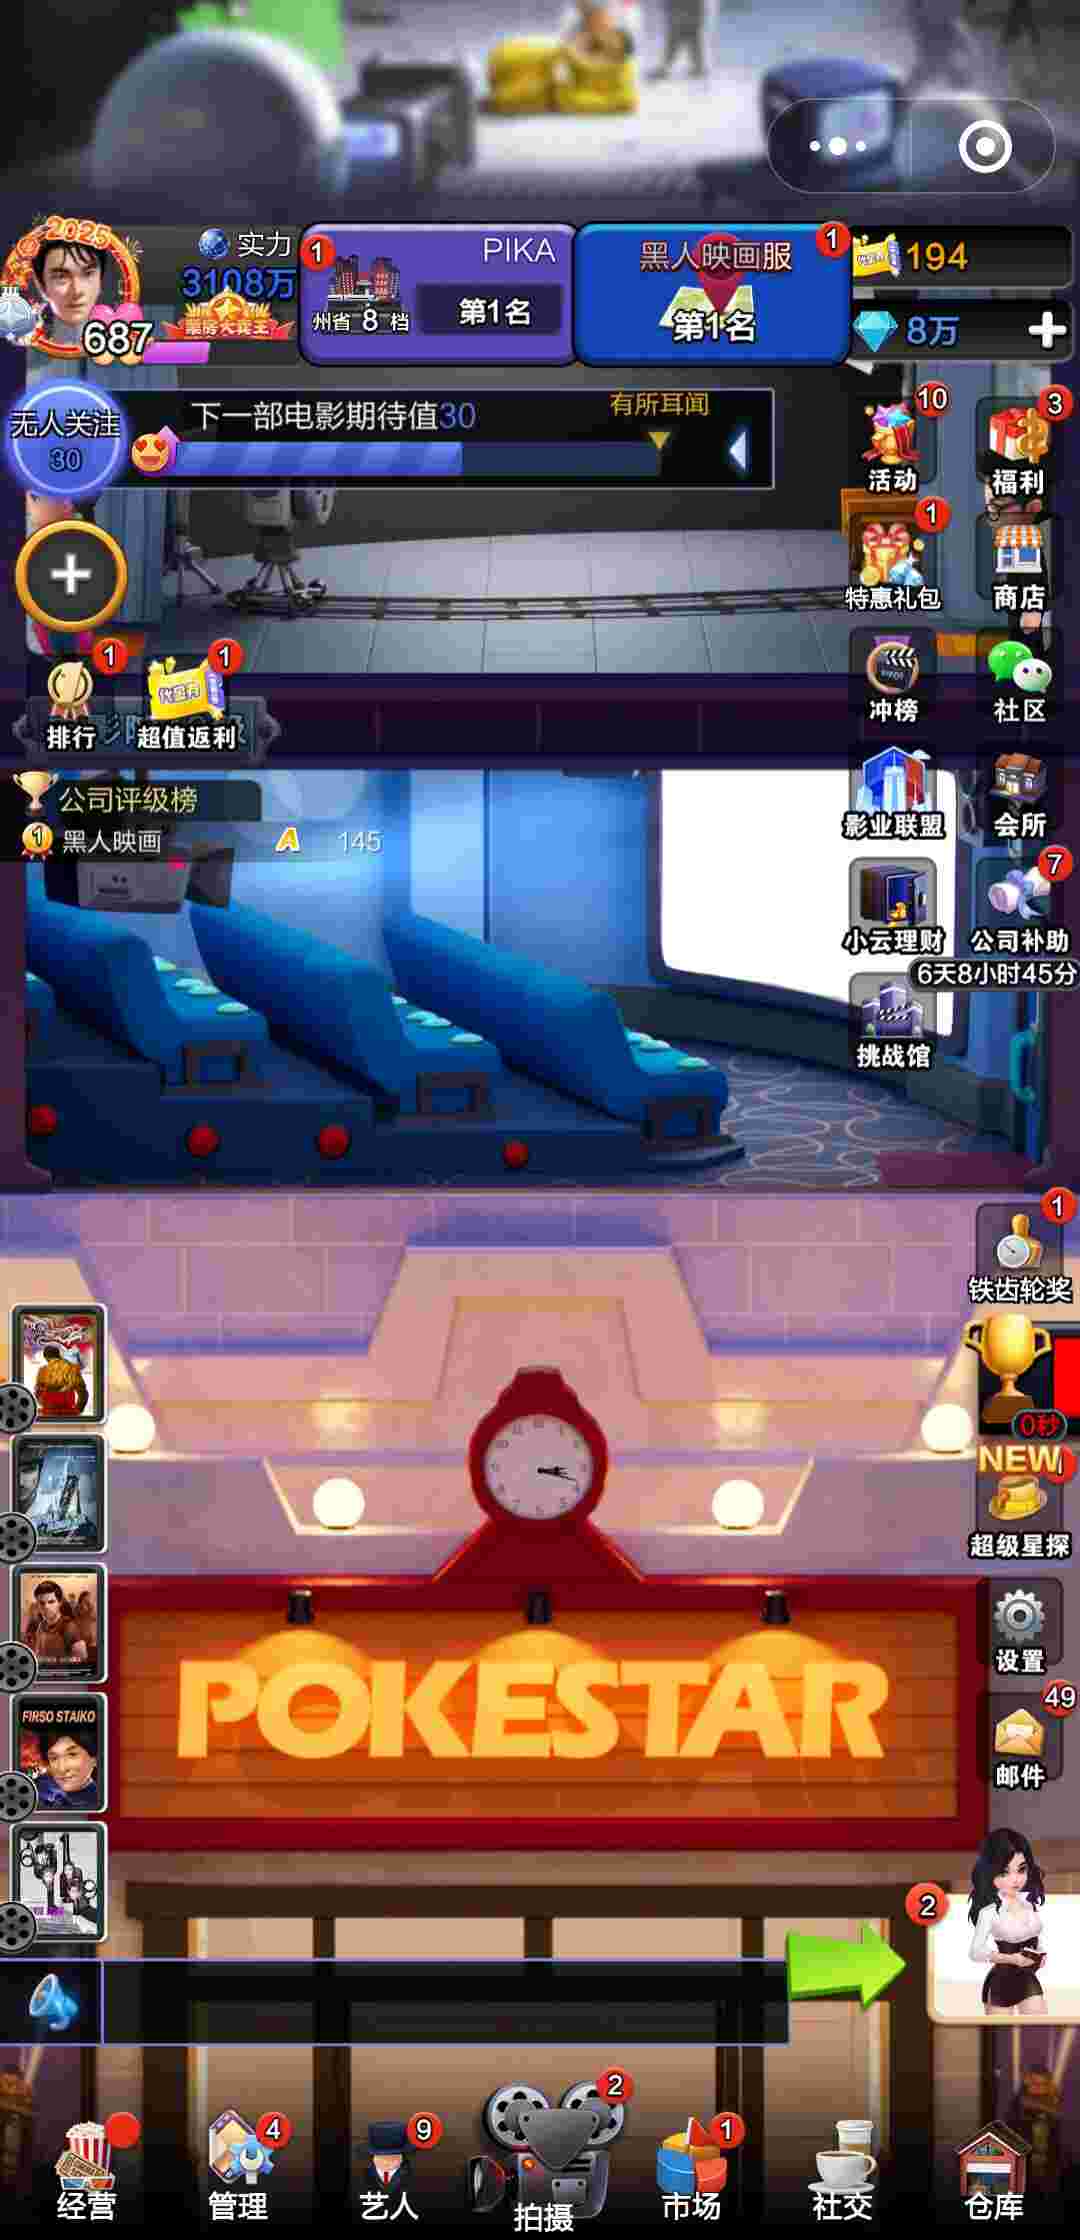 2025
实力
3108万
687
1
PIKA
州省 8 档
第1名
1
黑人映画服
第1名
代金券
194
8万
无人关注
30
下一部电影期待值30
有所耳闻
10
活动
3
福利
1
特惠礼包
商店
冲榜
社区
1
排行
1
代金券
超值返利
公司评级榜
1
黑人映画
A
145
影业联盟
会所
小云理财
7
公司补助
6天8小时45分
挑战馆
1
铁齿轮奖
0秒
NEW
超级星探
设置
49
邮件
FIRSO STAIKO
POKESTAR
2
经营
4
管理
9
艺人
2
拍摄
1
市场
社交
仓库